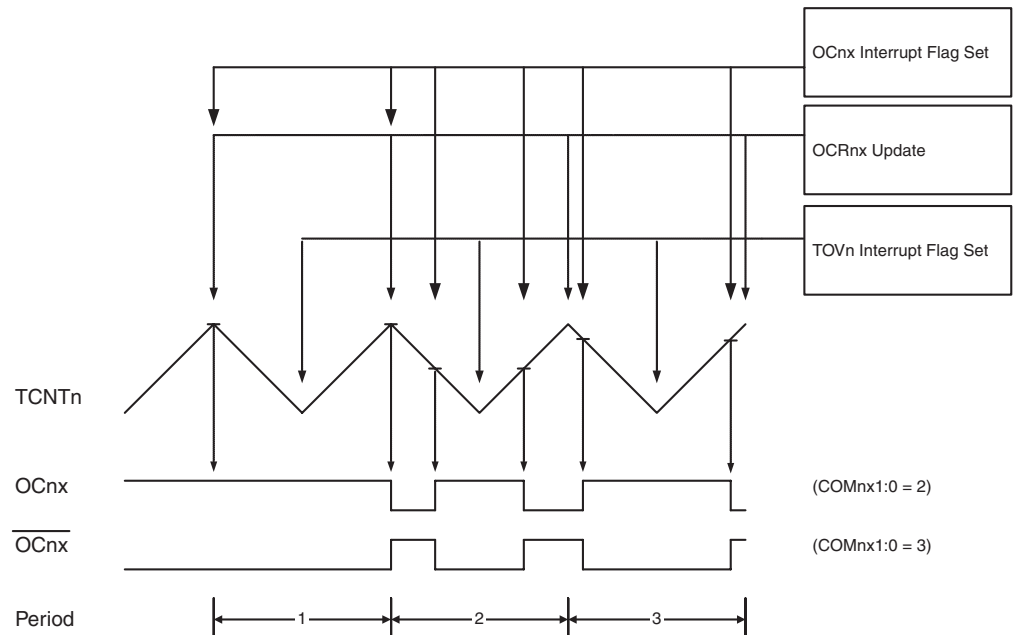 OCnx Interrupt Flag Set
OCRnx Update
TOVn Interrupt Flag Set
TCNTn
OCnx (COMnx1:0 = 2)
OCnx (COMnx1:0 = 3)
Period 1 2 3